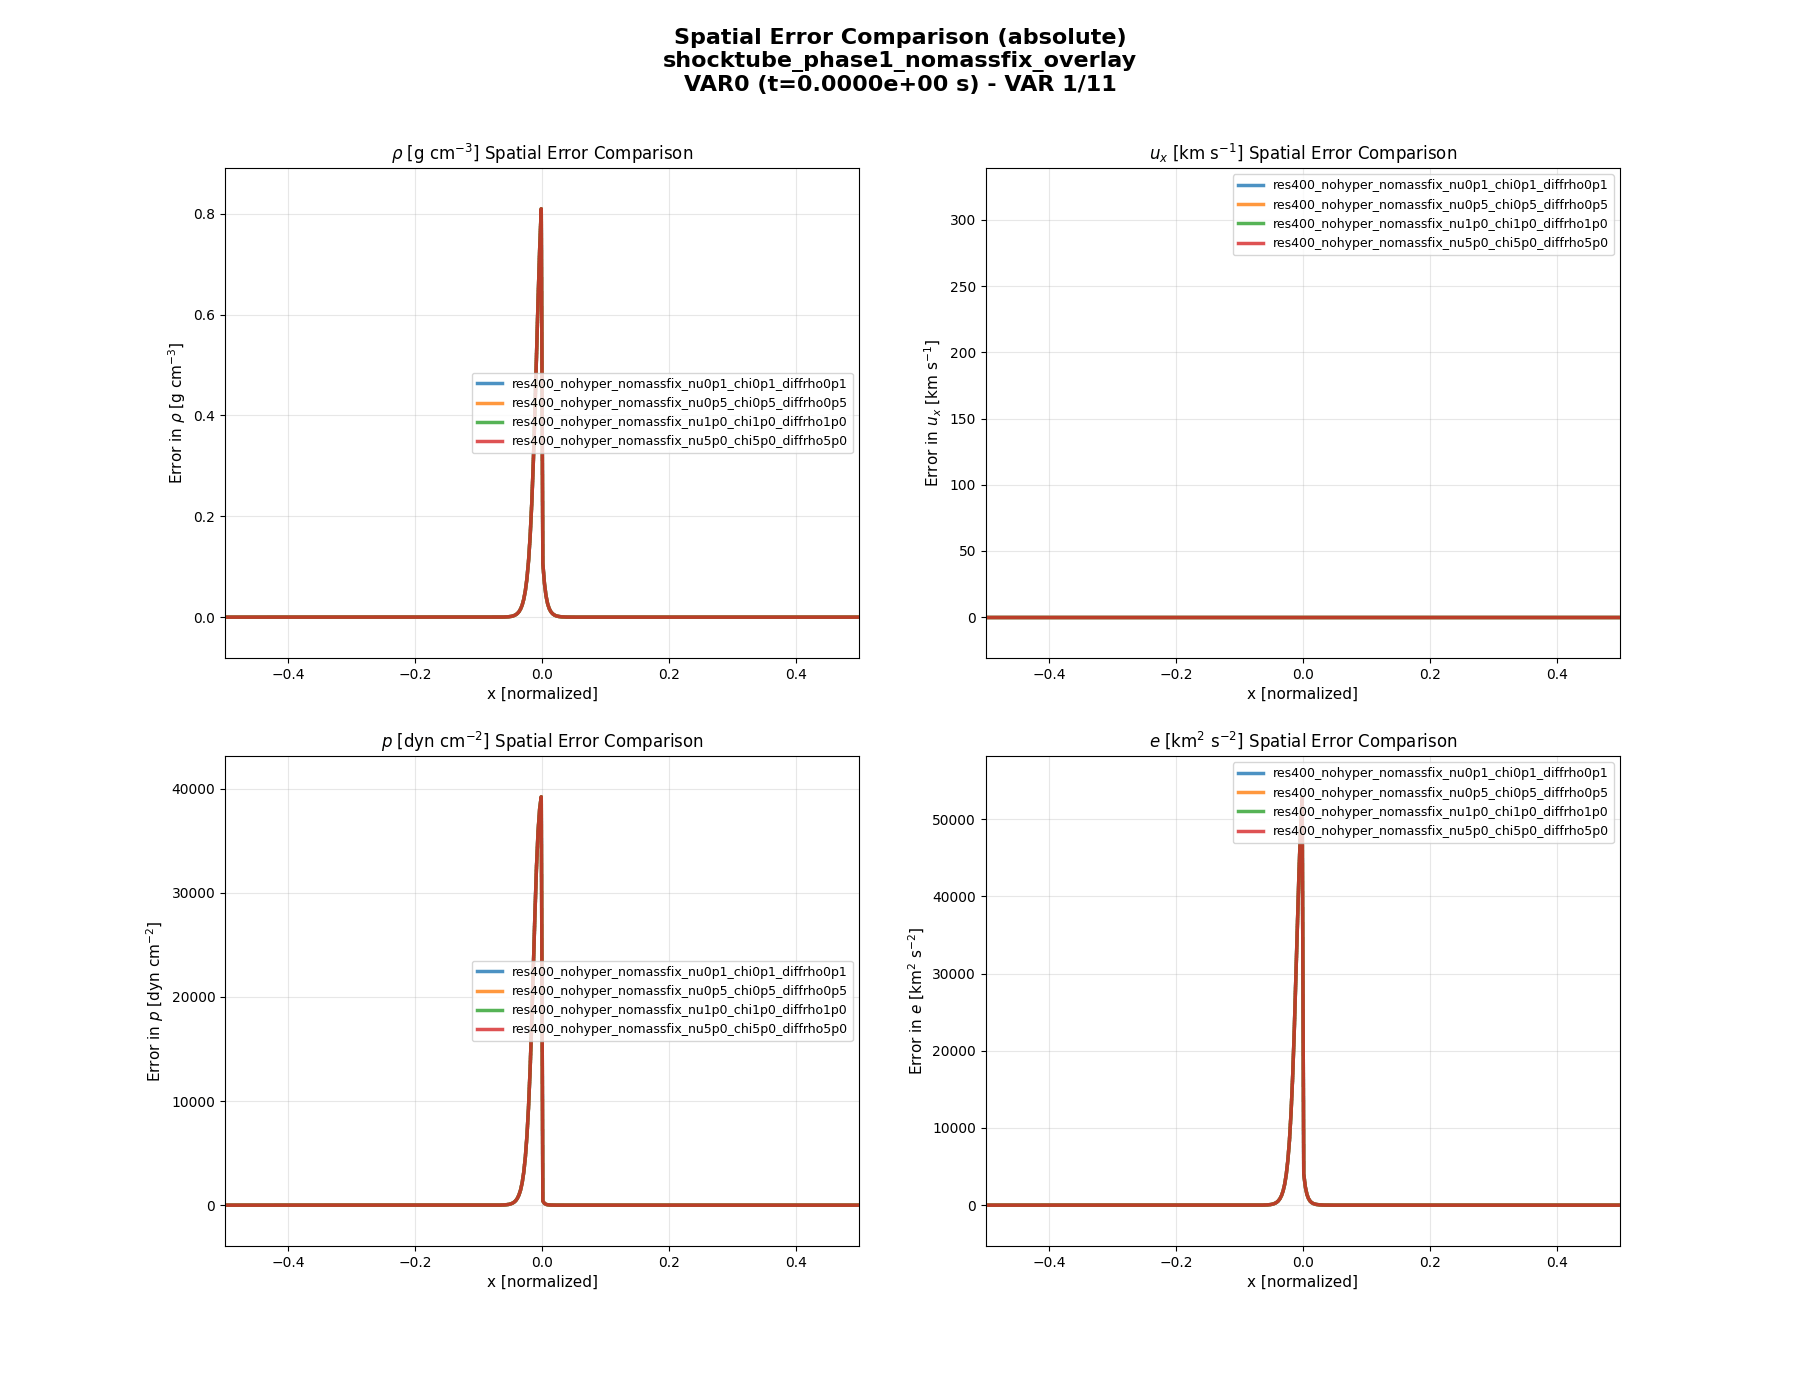 Spatial Error Comparison (absolute)
shocktube_phase1_nomassfix_overlay
VAR0 (t=0.0000e+00 s) - VAR 1/11
ρ [g cm⁻³] Spatial Error Comparison
Error in ρ [g cm⁻³]
0.8
0.6
0.4
0.2
0.0
res400_nohyper_nomassfix_nu0p1_chi0p1_diffrho0p1
res400_nohyper_nomassfix_nu0p5_chi0p5_diffrho0p5
res400_nohyper_nomassfix_nu1p0_chi1p0_diffrho1p0
res400_nohyper_nomassfix_nu5p0_chi5p0_diffrho5p0
−0.4 −0.2 0.0 0.2 0.4
x [normalized]
uₓ [km s⁻¹] Spatial Error Comparison
Error in uₓ [km s⁻¹]
300
250
200
150
100
50
0
res400_nohyper_nomassfix_nu0p1_chi0p1_diffrho0p1
res400_nohyper_nomassfix_nu0p5_chi0p5_diffrho0p5
res400_nohyper_nomassfix_nu1p0_chi1p0_diffrho1p0
res400_nohyper_nomassfix_nu5p0_chi5p0_diffrho5p0
−0.4 −0.2 0.0 0.2 0.4
x [normalized]
p [dyn cm⁻²] Spatial Error Comparison
Error in p [dyn cm⁻²]
40000
30000
20000
10000
0
res400_nohyper_nomassfix_nu0p1_chi0p1_diffrho0p1
res400_nohyper_nomassfix_nu0p5_chi0p5_diffrho0p5
res400_nohyper_nomassfix_nu1p0_chi1p0_diffrho1p0
res400_nohyper_nomassfix_nu5p0_chi5p0_diffrho5p0
−0.4 −0.2 0.0 0.2 0.4
x [normalized]
e [km² s⁻²] Spatial Error Comparison
Error in e [km² s⁻²]
50000
40000
30000
20000
10000
0
res400_nohyper_nomassfix_nu0p1_chi0p1_diffrho0p1
res400_nohyper_nomassfix_nu0p5_chi0p5_diffrho0p5
res400_nohyper_nomassfix_nu1p0_chi1p0_diffrho1p0
res400_nohyper_nomassfix_nu5p0_chi5p0_diffrho5p0
−0.4 −0.2 0.0 0.2 0.4
x [normalized]